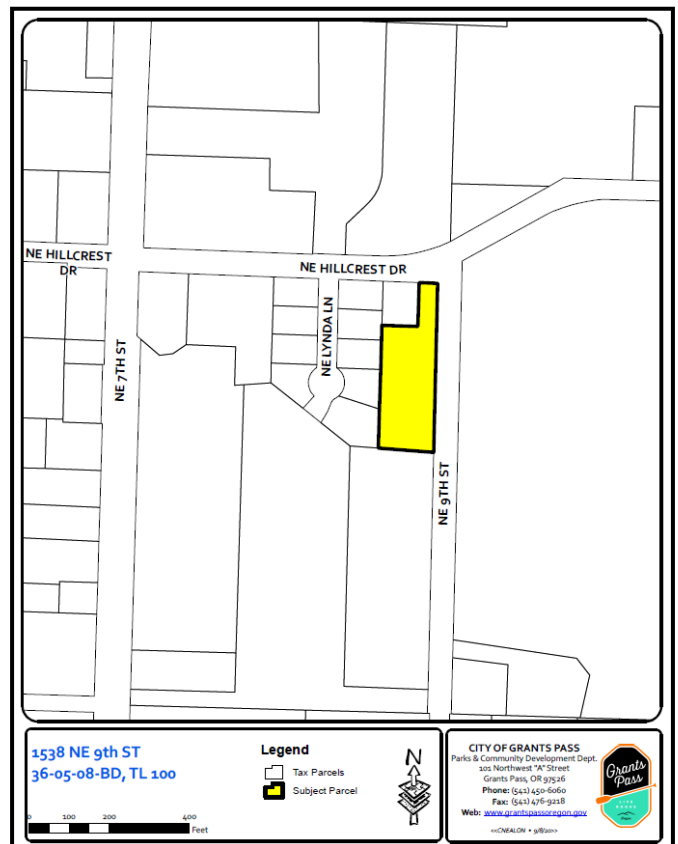 NE HILLCREST
DR
NE HILLCREST DR
NE LYNDA LN
NE 7TH ST
NE 9TH ST
1538 NE 9th ST
36-05-08-BD, TL 100
0 100 200 400
Feet
Legend
Tax Parcels
Subject Parcel
N
CITY OF GRANTS PASS
Parks & Community Development Dept.
101 Northwest "A" Street
Grants Pass, OR 97526
Phone: (541) 450-6060
Fax: (541) 476-9218
Web: www.grantspassoregon.gov
Grants
Pass